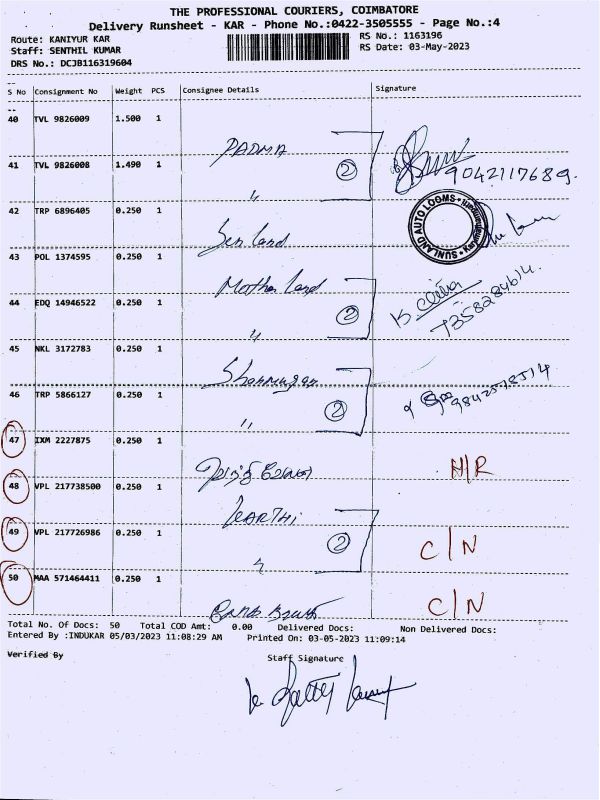 THE PROFESSIONAL COURIERS, COIMBATORE
Delivery Runsheet - KAR - Phone No.:0422-3505555 - Page No.:4
Route: KANIYUR KAR
Staff: SENTHIL KUMAR
DRS No.: DCJB116319604
RS No.: 1163196
RS Date: 03-May-2023
S No Consignment No Weight PCS Consignee Details Signature
40 TVL 9826009 1.500 1
PADMA
41 TVL 9826008 1.490 1
〃 2 9042117689.
42 TRP 6896405 0.250 1
SUNLAND AUTO LOOMS
Sun Land
43 POL 1374595 0.250 1
Mother Land
44 EDQ 14946522 0.250 1
〃 2 7358284614.
45 NKL 3172783 0.250 1
Shanmugan
46 TRP 5866127 0.250 1
〃 2 9842578514
47 IXM 2227875 0.250 1
N/R
48 VPL 217738500 0.250 1
KARTHI
49 VPL 217726986 0.250 1
〃 2 C/N
50 MAA 571464411 0.250 1
C/N
Total No. Of Docs: 50 Total COD Amt: 0.00 Delivered Docs: Non Delivered Docs:
Entered By :INDUKAR 05/03/2023 11:08:29 AM Printed On: 03-05-2023 11:09:14
Verified By Staff Signature